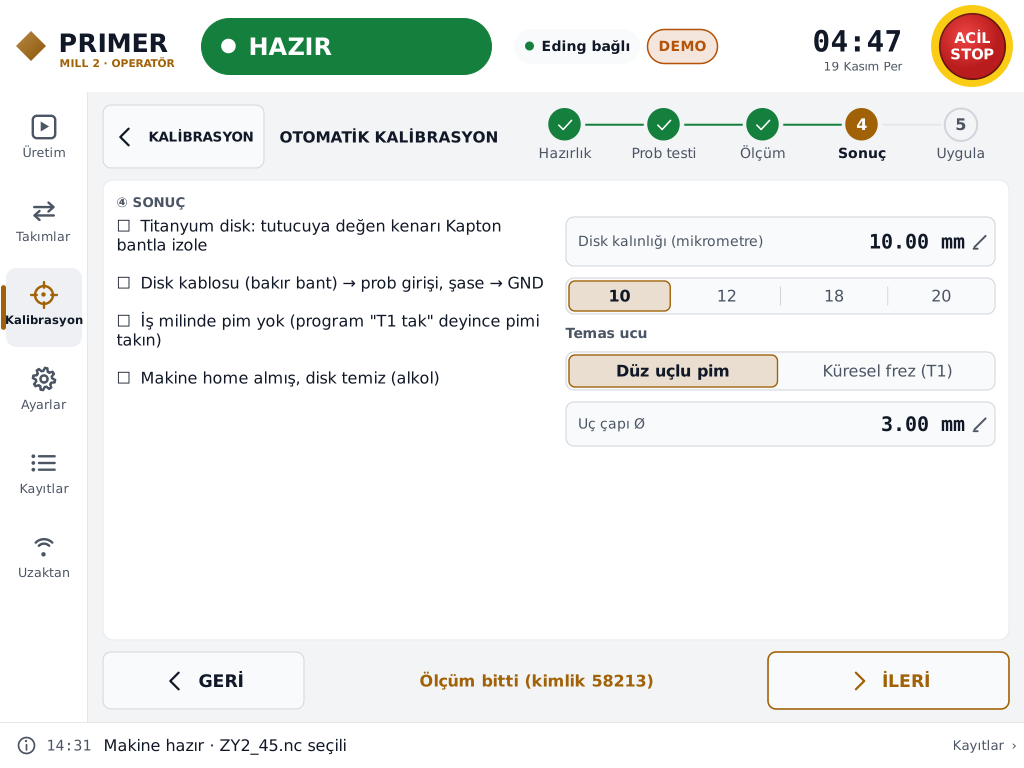 PRIMER
MILL 2 · OPERATÖR
HAZIR
Eding bağlı
DEMO
04:47
19 Kasım Per
ACİL
STOP
Üretim
Takımlar
Kalibrasyon
Ayarlar
Kayıtlar
Uzaktan
KALİBRASYON
OTOMATİK KALİBRASYON
Hazırlık
Prob testi
Ölçüm
4
Sonuç
5
Uygula
④ SONUÇ
☐ Titanyum disk: tutucuya değen kenarı Kapton
bantla izole
☐ Disk kablosu (bakır bant) → prob girişi, şase → GND
☐ İş milinde pim yok (program "T1 tak" deyince pimi
takın)
☐ Makine home almış, disk temiz (alkol)
Disk kalınlığı (mikrometre)
10.00 mm
10
12
18
20
Temas ucu
Düz uçlu pim
Küresel frez (T1)
Uç çapı Ø
3.00 mm
GERİ
Ölçüm bitti (kimlik 58213)
İLERİ
14:31
Makine hazır · ZY2_45.nc seçili
Kayıtlar ›